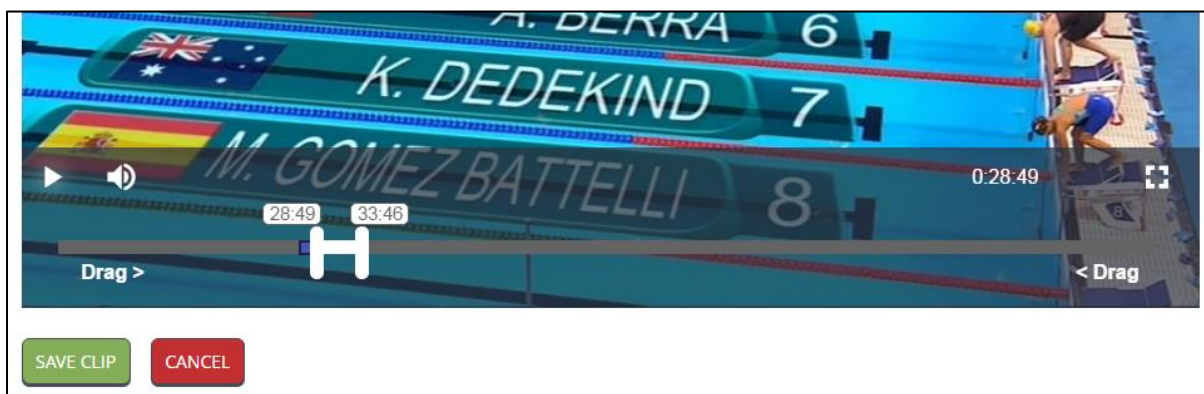 A. BERRA 6
K. DEDEKIND 7
M. GOMEZ BATTELLI 8
0:28:49
28:49 33:46
Drag > < Drag
SAVE CLIP CANCEL